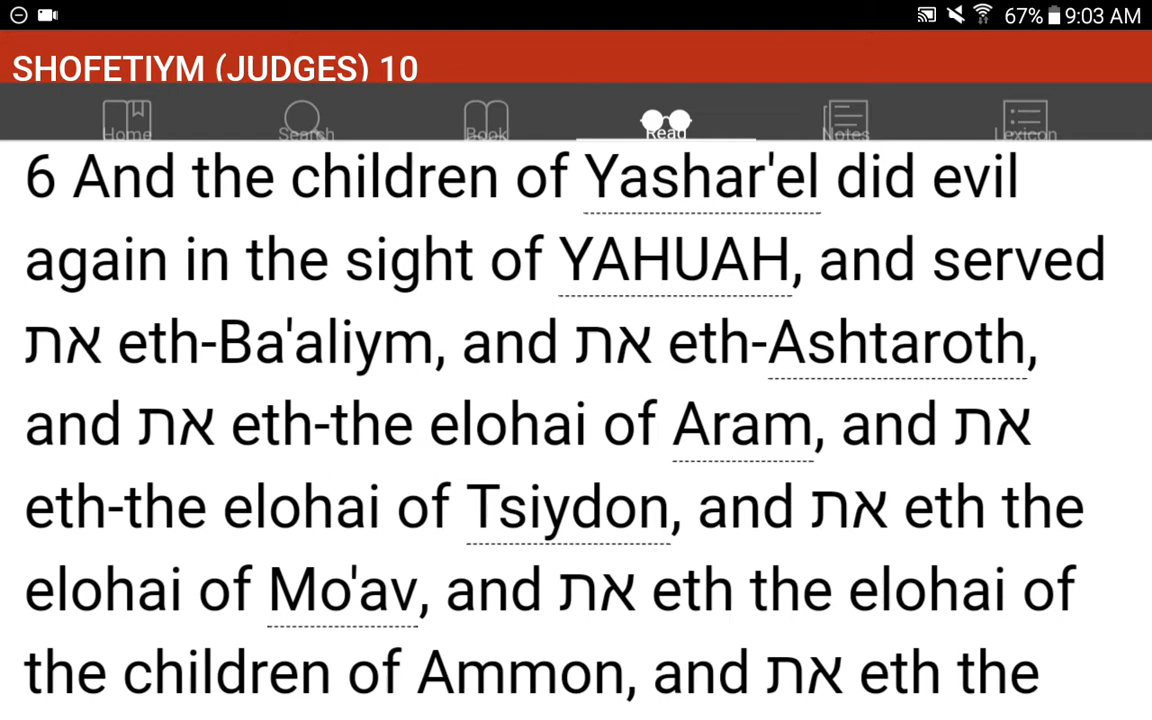 67% 9:03 AM
SHOFETIYM (JUDGES) 10
Home Search Book Read Notes Lexicon
6 And the children of Yashar'el did evil
again in the sight of YAHUAH, and served
את eth-Ba'aliym, and את eth-Ashtaroth,
and את eth-the elohai of Aram, and את
eth-the elohai of Tsiydon, and את eth the
elohai of Mo'av, and את eth the elohai of
the children of Ammon, and את eth the